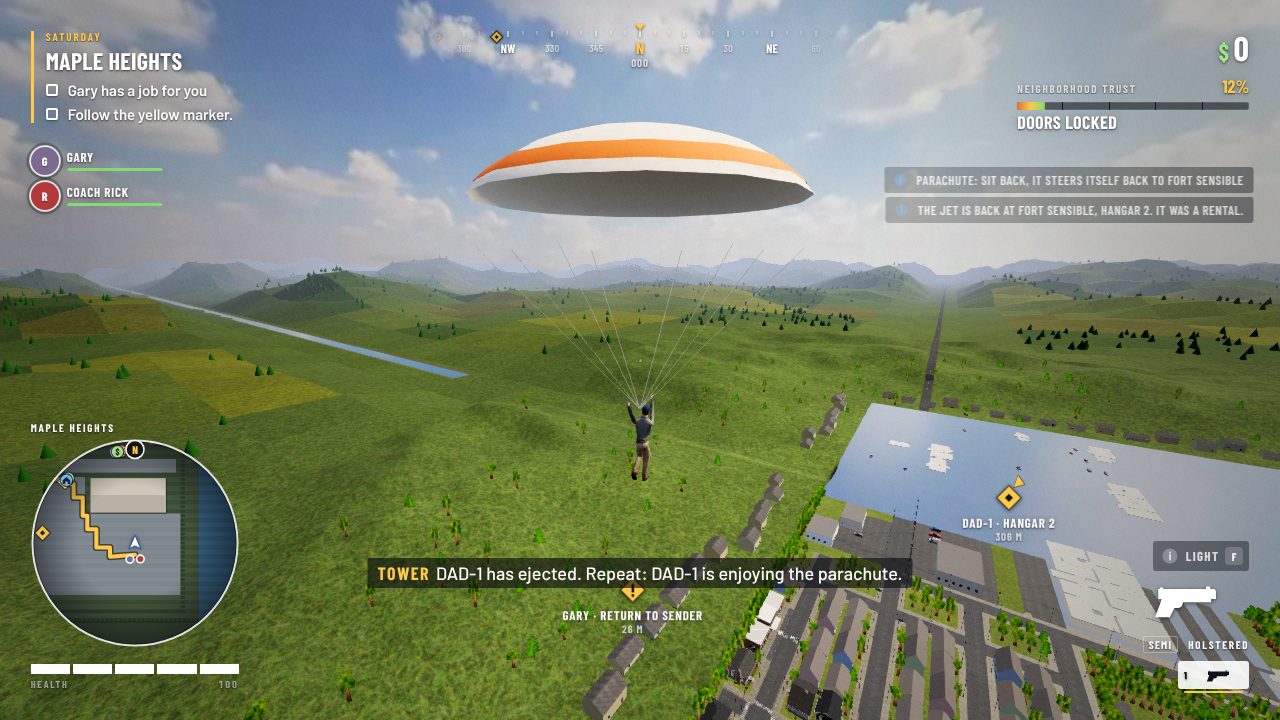 SATURDAY
MAPLE HEIGHTS
Gary has a job for you
Follow the yellow marker.
G GARY
R COACH RICK
300 NW 330 345 N 15 30 NE 60
000
$ 0
NEIGHBORHOOD TRUST 12%
DOORS LOCKED
PARACHUTE: SIT BACK, IT STEERS ITSELF BACK TO FORT SENSIBLE
THE JET IS BACK AT FORT SENSIBLE, HANGAR 2. IT WAS A RENTAL.
MAPLE HEIGHTS
$ N
DAD-1 · HANGAR 2
306 M
TOWER DAD-1 has ejected. Repeat: DAD-1 is enjoying the parachute.
GARY · RETURN TO SENDER
26 M
i LIGHT F
SEMI HOLSTERED
1
HEALTH 100